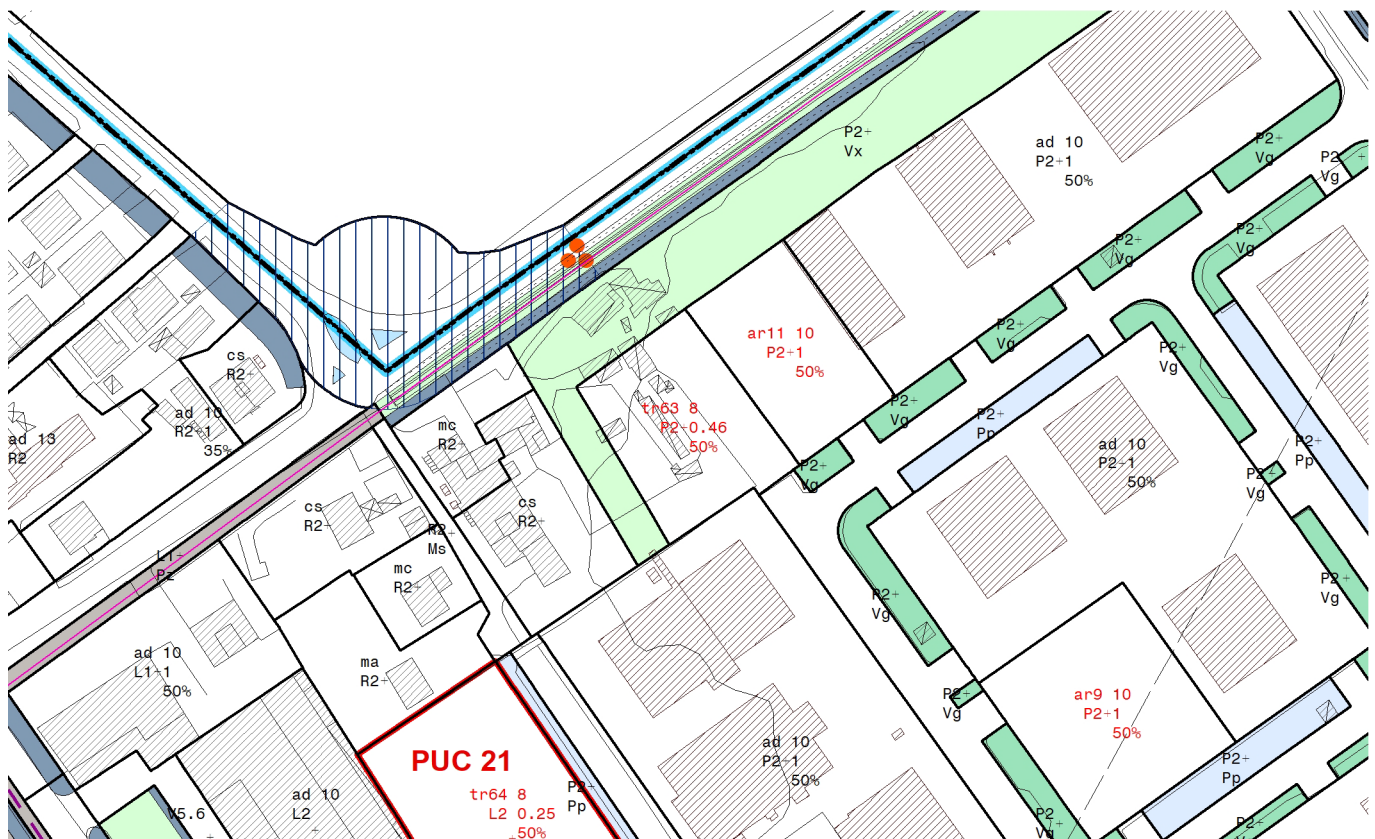 P2+
Vx
ad 10
P2+1
50%
P2+
Vg
P2+
Vg
P2+
Vg
P2+
Vg
P2+
Vg
P2+
Vg
P2+
Vg
P2+
Pp
P2+
Vg
P2+
Vg
ar11 10
P2+1
50%
tr63 8
P2+0.46
50%
cs
R2+
ad 10
R2+1
35%
ad 13
R2
mc
R2+
cs
R2+
cs
R2+
R2+
Ms
mc
R2+
L1+
Pz
ad 10
P2+1
50%
P2+
Pp
P2+
Vg
P2+
Vg
P2+
Vg
ad 10
L1+1
50%
ma
R2+
PUC 21
tr64 8
L2 0.25
50%
P2+
Pp
ad 10
P2+1
50%
P2+
Vg
ar9 10
P2+1
50%
P2+
Pp
V5.6
+
ad 10
L2
+
P2+
Vg
P2+